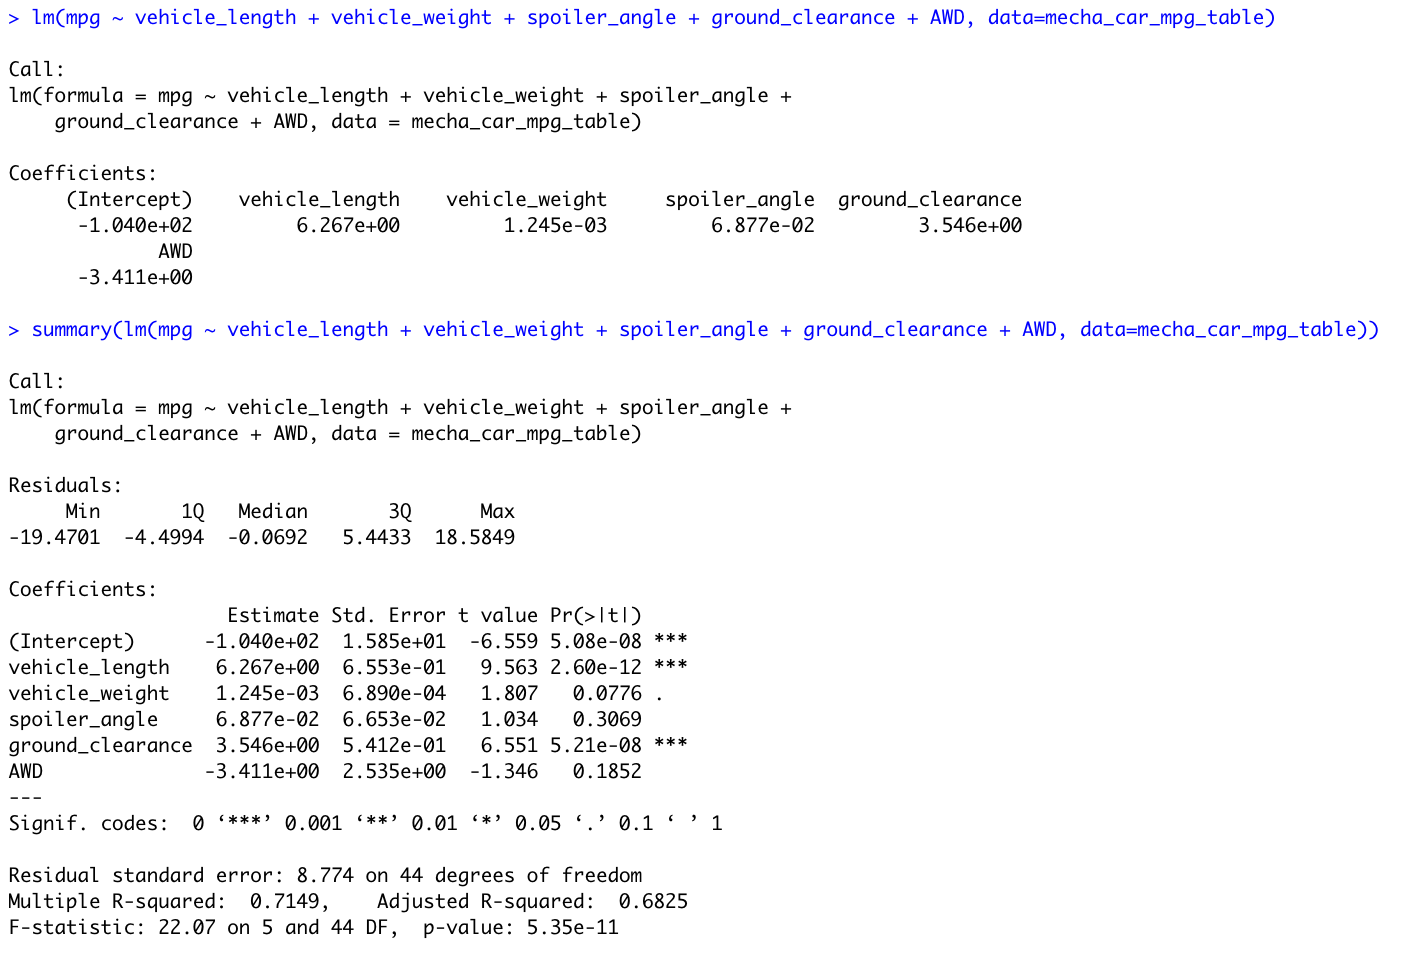 > lm(mpg ~ vehicle_length + vehicle_weight + spoiler_angle + ground_clearance + AWD, data=mecha_car_mpg_table)
Call:
lm(formula = mpg ~ vehicle_length + vehicle_weight + spoiler_angle +
    ground_clearance + AWD, data = mecha_car_mpg_table)
Coefficients:
     (Intercept)    vehicle_length    vehicle_weight     spoiler_angle  ground_clearance
      -1.040e+02         6.267e+00         1.245e-03         6.877e-02         3.546e+00
             AWD
      -3.411e+00
> summary(lm(mpg ~ vehicle_length + vehicle_weight + spoiler_angle + ground_clearance + AWD, data=mecha_car_mpg_table))
Call:
lm(formula = mpg ~ vehicle_length + vehicle_weight + spoiler_angle +
    ground_clearance + AWD, data = mecha_car_mpg_table)
Residuals:
     Min       1Q   Median       3Q      Max
-19.4701  -4.4994  -0.0692   5.4433  18.5849
Coefficients:
                   Estimate Std. Error t value Pr(>|t|)
(Intercept)      -1.040e+02  1.585e+01  -6.559 5.08e-08 ***
vehicle_length    6.267e+00  6.553e-01   9.563 2.60e-12 ***
vehicle_weight    1.245e-03  6.890e-04   1.807   0.0776 .
spoiler_angle     6.877e-02  6.653e-02   1.034   0.3069
ground_clearance  3.546e+00  5.412e-01   6.551 5.21e-08 ***
AWD              -3.411e+00  2.535e+00  -1.346   0.1852
---
Signif. codes:  0 ‘***’ 0.001 ‘**’ 0.01 ‘*’ 0.05 ‘.’ 0.1 ‘ ’ 1
Residual standard error: 8.774 on 44 degrees of freedom
Multiple R-squared:  0.7149,    Adjusted R-squared:  0.6825
F-statistic: 22.07 on 5 and 44 DF,  p-value: 5.35e-11